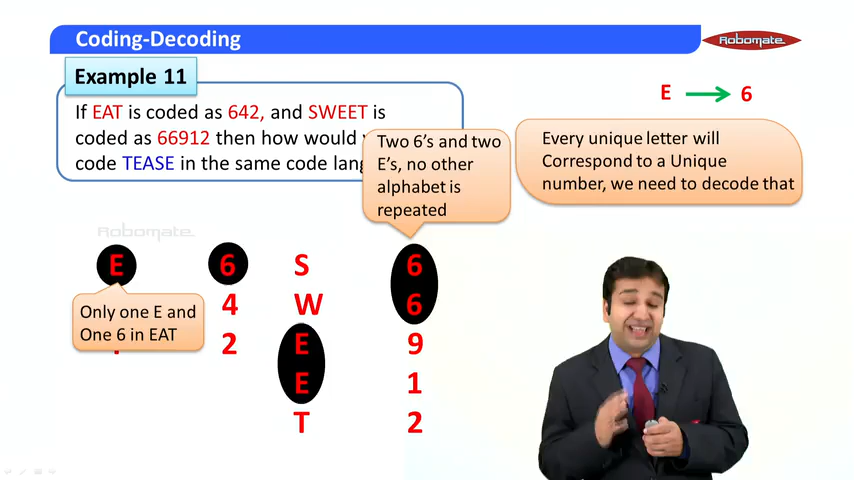 Coding-Decoding
Robomate
Example 11
E 6
If EAT is coded as 642, and SWEET is
coded as 66912 then how would
code TEASE in the same code lang
Two 6's and two
E's, no other
alphabet is
repeated
Every unique letter will
Correspond to a Unique
number, we need to decode that
Robomate
E 6 S 6
4 W 6
2 E 9
E 1
T 2
Only one E and
One 6 in EAT